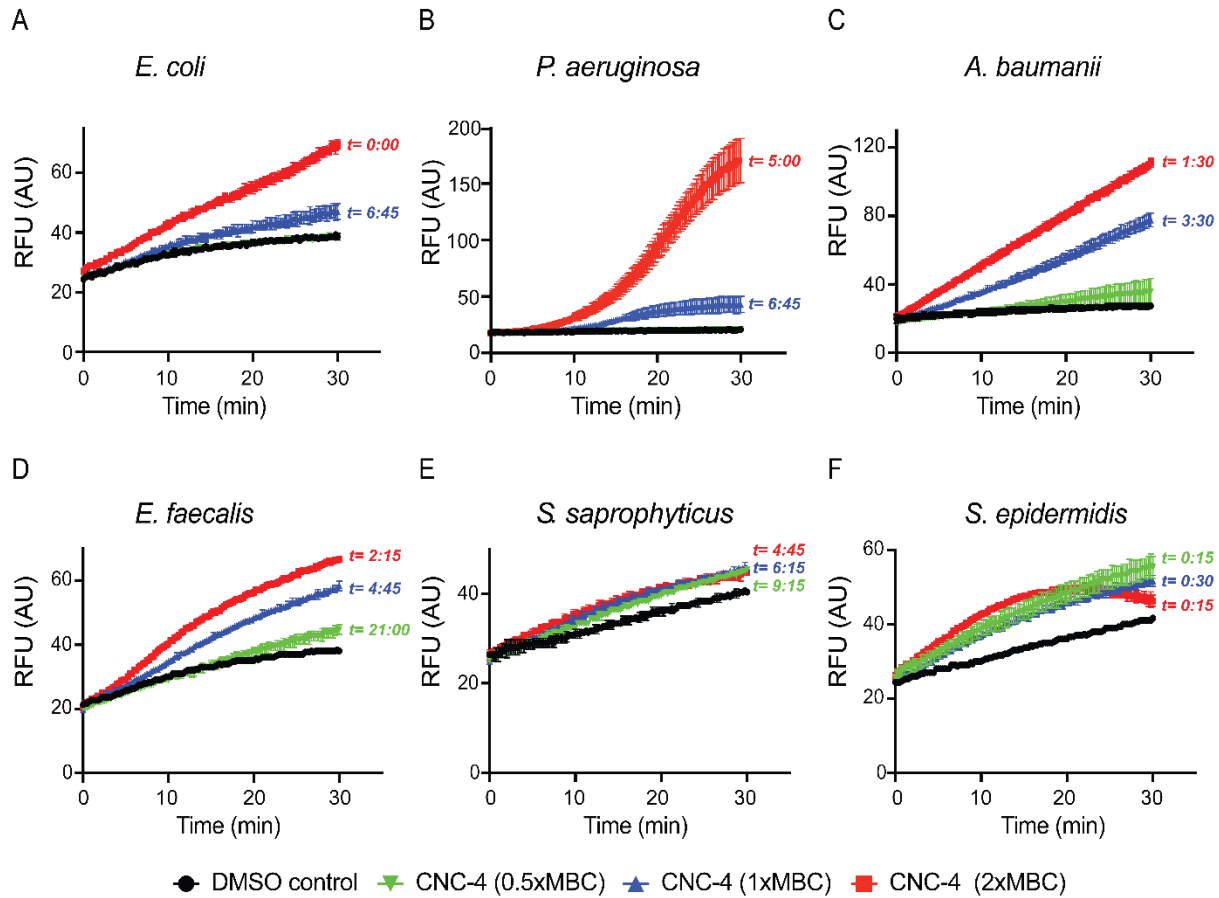 A
E. coli
RFU (AU)
60
40
20
0
0 10 20 30
Time (min)
t= 0:00
t= 6:45
B
P. aeruginosa
RFU (AU)
200
150
100
50
0
0 10 20 30
Time (min)
t= 5:00
t= 6:45
C
A. baumanii
RFU (AU)
120
80
40
0
0 10 20 30
Time (min)
t= 1:30
t= 3:30
D
E. faecalis
RFU (AU)
60
40
20
0
0 10 20 30
Time (min)
t= 2:15
t= 4:45
t= 21:00
E
S. saprophyticus
RFU (AU)
40
20
0
0 10 20 30
Time (min)
t= 4:45
t= 6:15
t= 9:15
F
S. epidermidis
RFU (AU)
60
40
20
0
0 10 20 30
Time (min)
t= 0:15
t= 0:30
t= 0:15
DMSO control CNC-4 (0.5xMBC) CNC-4 (1xMBC) CNC-4 (2xMBC)